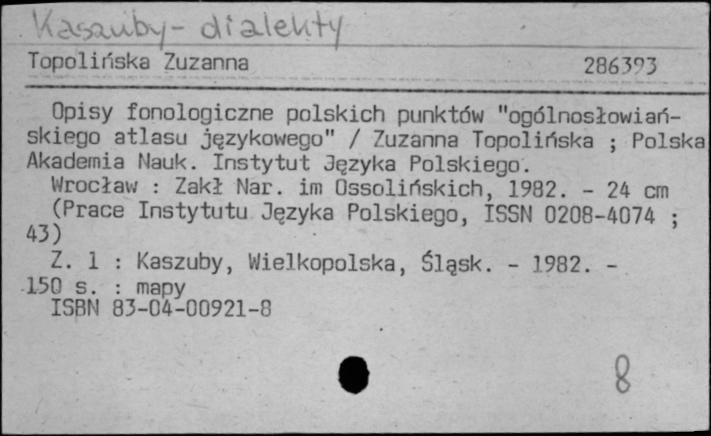 Kaszuby - dialekty
Topolińska Zuzanna 286393
Opisy fonologiczne polskich punktów "ogólnosłowiań-
skiego atlasu językowego" / Zuzanna Topolińska ; Polska
Akademia Nauk. Instytut Języka Polskiego.
Wrocław : Zakł Nar. im Ossolińskich, 1982. - 24 cm
(Prace Instytutu Języka Polskiego, ISSN 0208-4074 ;
43)
Z. 1 : Kaszuby, Wielkopolska, Śląsk. - 1982. -
150 s. : mapy
ISBN 83-04-00921-8
8